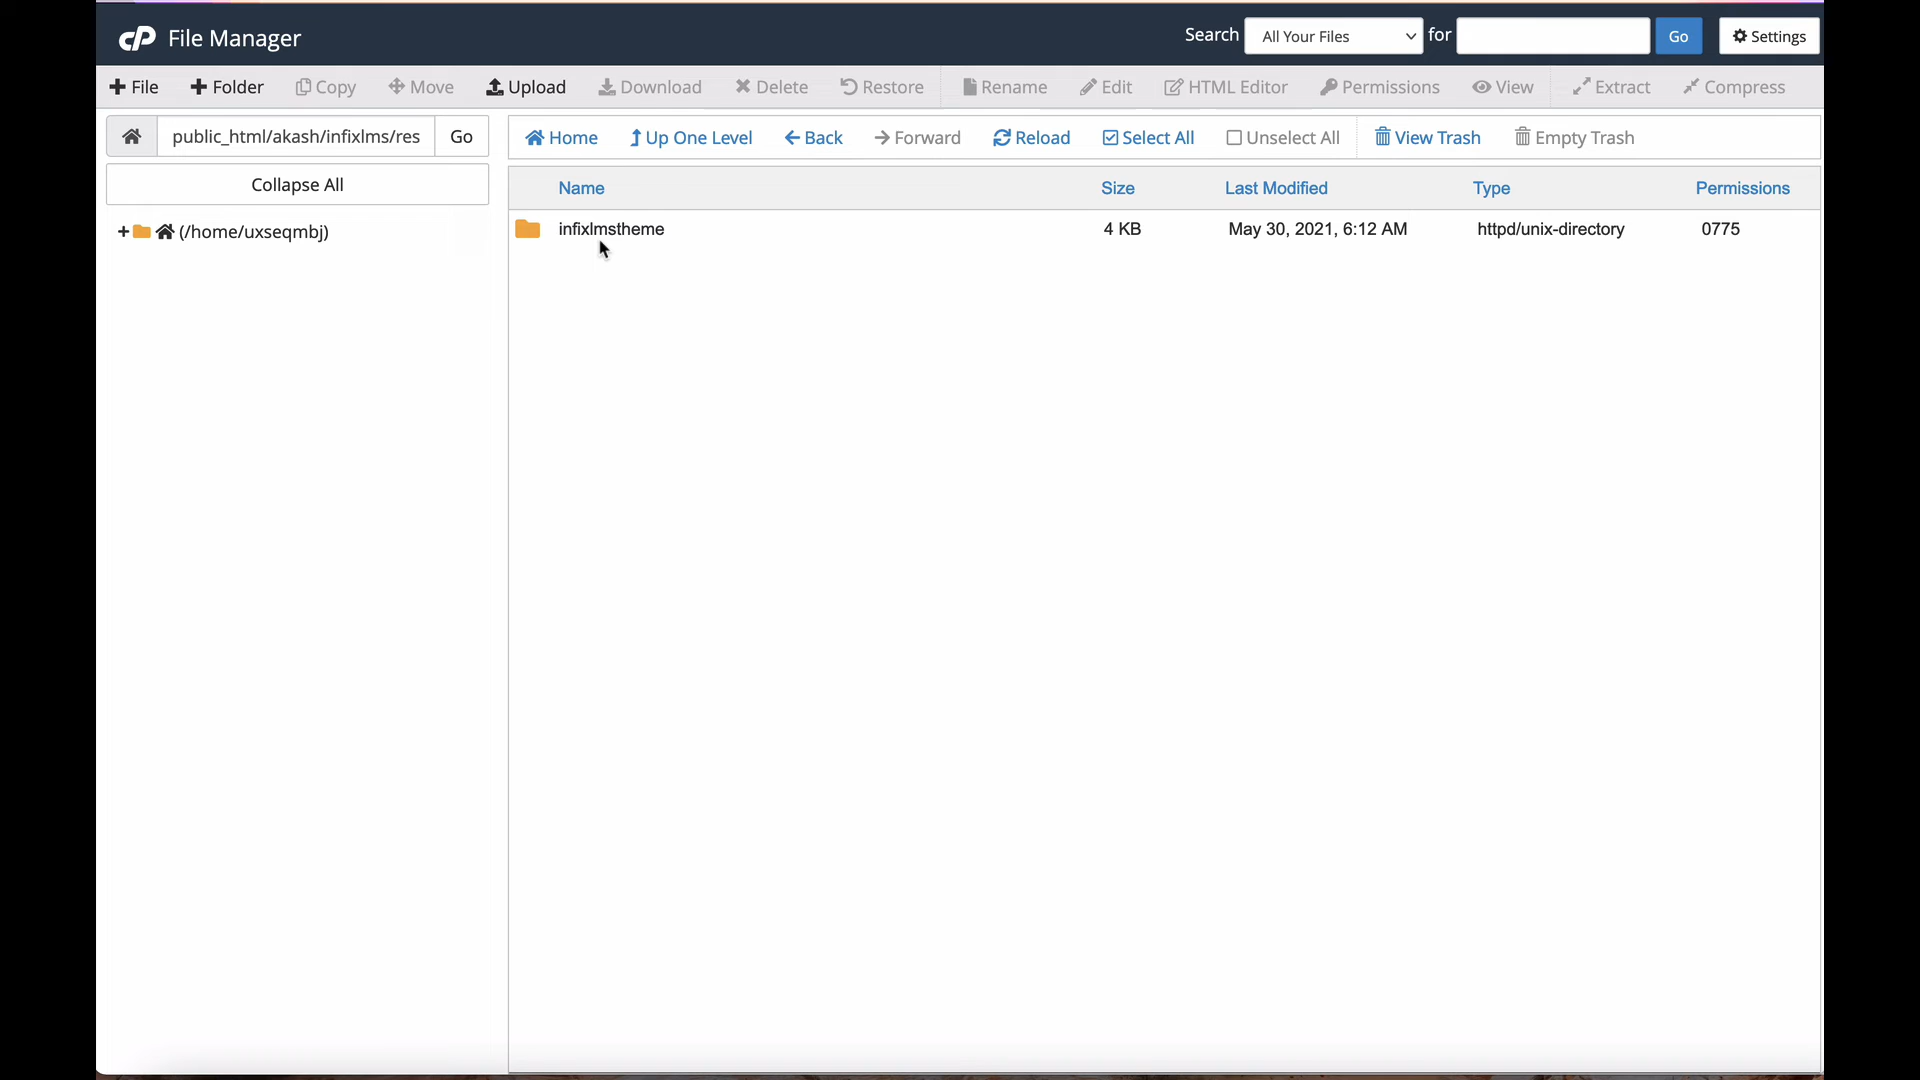 cP File Manager
Search All Your Files for Go Settings
File Folder Copy Move Upload Download Delete Restore Rename Edit HTML Editor Permissions View Extract Compress
public_html/akash/infixlms/res Go
Home Up One Level Back Forward Reload Select All Unselect All View Trash Empty Trash
Collapse All
Name Size Last Modified Type Permissions
+ (/home/uxseqmbj)
infixlmstheme 4 KB May 30, 2021, 6:12 AM httpd/unix-directory 0775